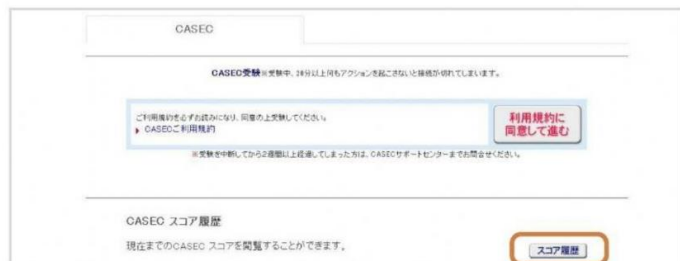 CASEC
CASEC受験※受験中、20分以上何もアクションを起こさないと接続が切れてしまいます。
ご利用規約を必ずお読みになり、同意の上受験してください。
CASECご利用規約
利用規約に
同意して進む
※受験を中断してから2週間以上経過してしまった方は、CASECサポートセンターまでお問合せください。
CASEC スコア履歴
現在までのCASEC スコアを閲覧することができます。
スコア履歴